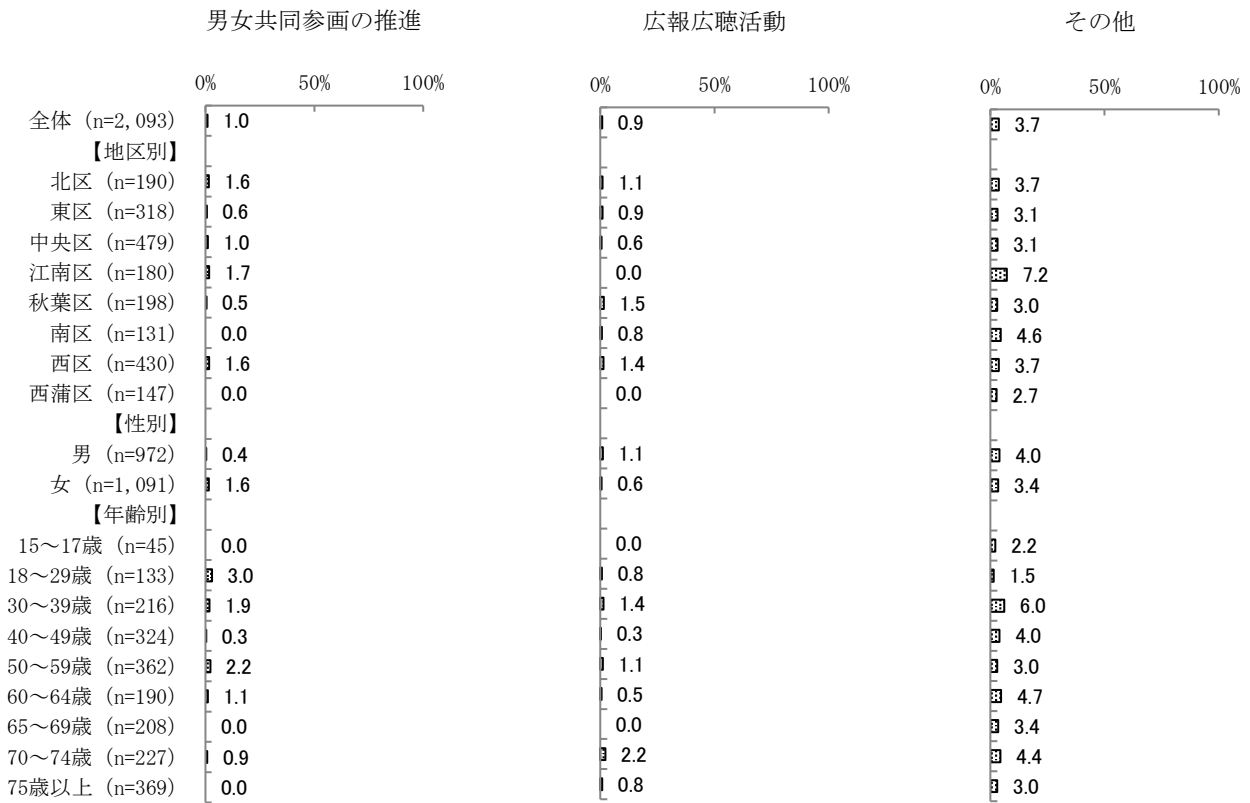 男女共同参画の推進 広報広聴活動 その他
0% 50% 100% 0% 50% 100% 0% 50% 100%
全体 (n=2,093) 1.0 0.9 3.7
【地区別】
北区 (n=190) 1.6 1.1 3.7
東区 (n=318) 0.6 0.9 3.1
中央区 (n=479) 1.0 0.6 3.1
江南区 (n=180) 1.7 0.0 7.2
秋葉区 (n=198) 0.5 1.5 3.0
南区 (n=131) 0.0 0.8 4.6
西区 (n=430) 1.6 1.4 3.7
西蒲区 (n=147) 0.0 0.0 2.7
【性別】
男 (n=972) 0.4 1.1 4.0
女 (n=1,091) 1.6 0.6 3.4
【年齢別】
15～17歳 (n=45) 0.0 0.0 2.2
18～29歳 (n=133) 3.0 0.8 1.5
30～39歳 (n=216) 1.9 1.4 6.0
40～49歳 (n=324) 0.3 0.3 4.0
50～59歳 (n=362) 2.2 1.1 3.0
60～64歳 (n=190) 1.1 0.5 4.7
65～69歳 (n=208) 0.0 0.0 3.4
70～74歳 (n=227) 0.9 2.2 4.4
75歳以上 (n=369) 0.0 0.8 3.0